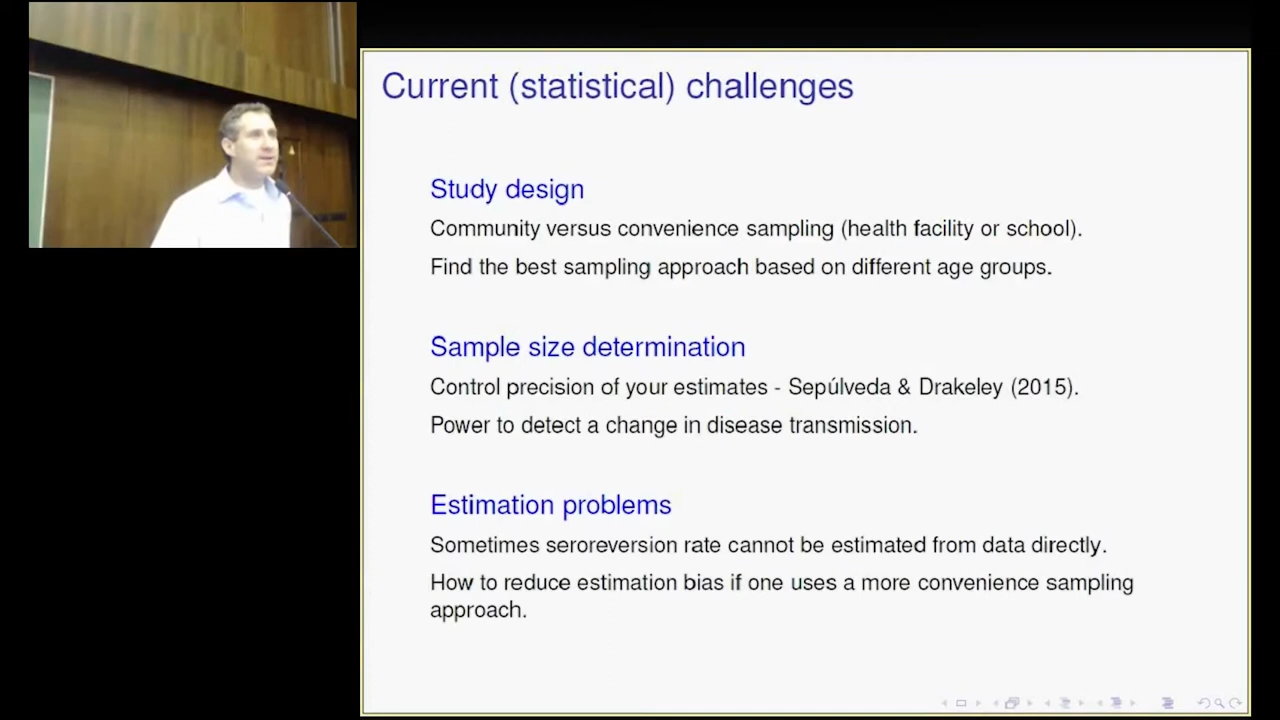 Current (statistical) challenges
Study design
Community versus convenience sampling (health facility or school).
Find the best sampling approach based on different age groups.
Sample size determination
Control precision of your estimates - Sepúlveda & Drakeley (2015).
Power to detect a change in disease transmission.
Estimation problems
Sometimes seroreversion rate cannot be estimated from data directly.
How to reduce estimation bias if one uses a more convenience sampling
approach.